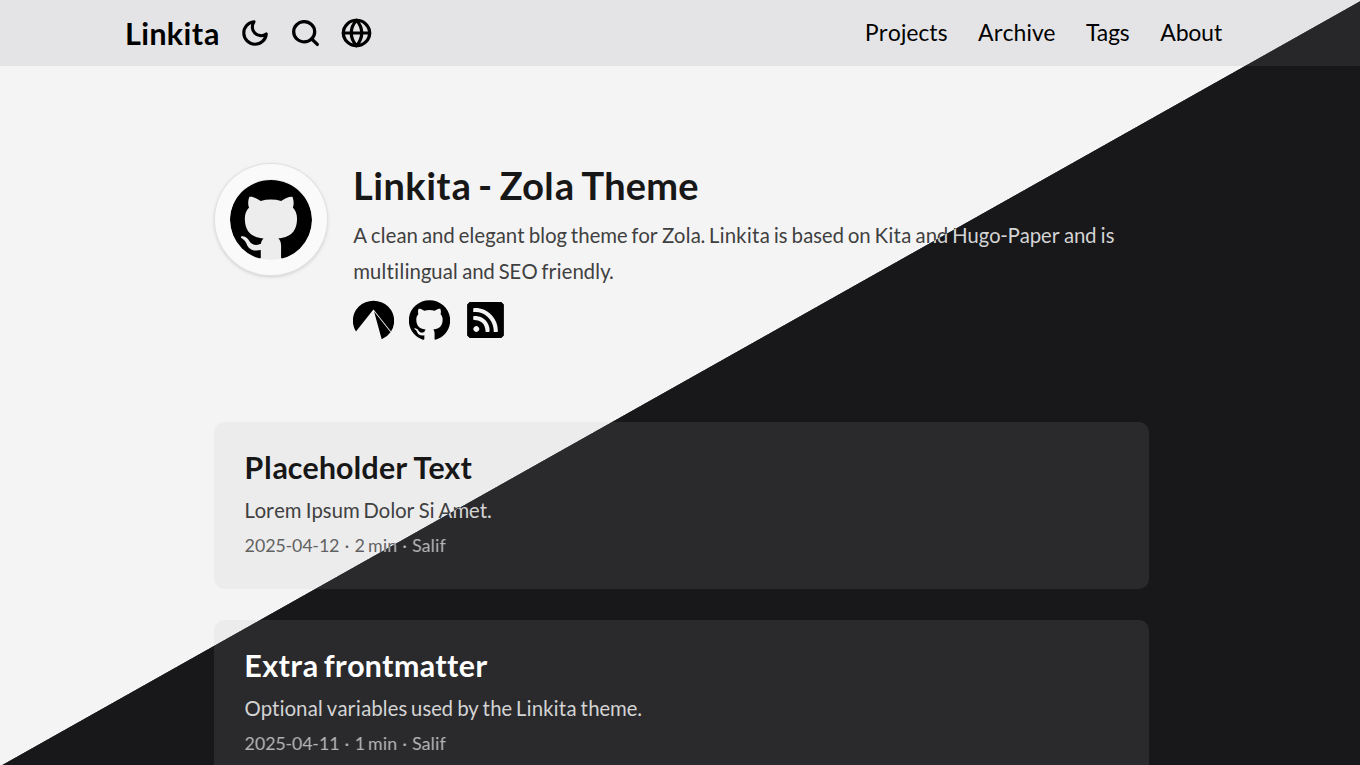 Linkita
Projects Archive Tags About
Linkita - Zola Theme
A clean and elegant blog theme for Zola. Linkita is based on Kita and Hugo-Paper and is
multilingual and SEO friendly.
Placeholder Text
Lorem Ipsum Dolor Si Amet.
2025-04-12 · 2 min · Salif
Extra frontmatter
Optional variables used by the Linkita theme.
2025-04-11 · 1 min · Salif